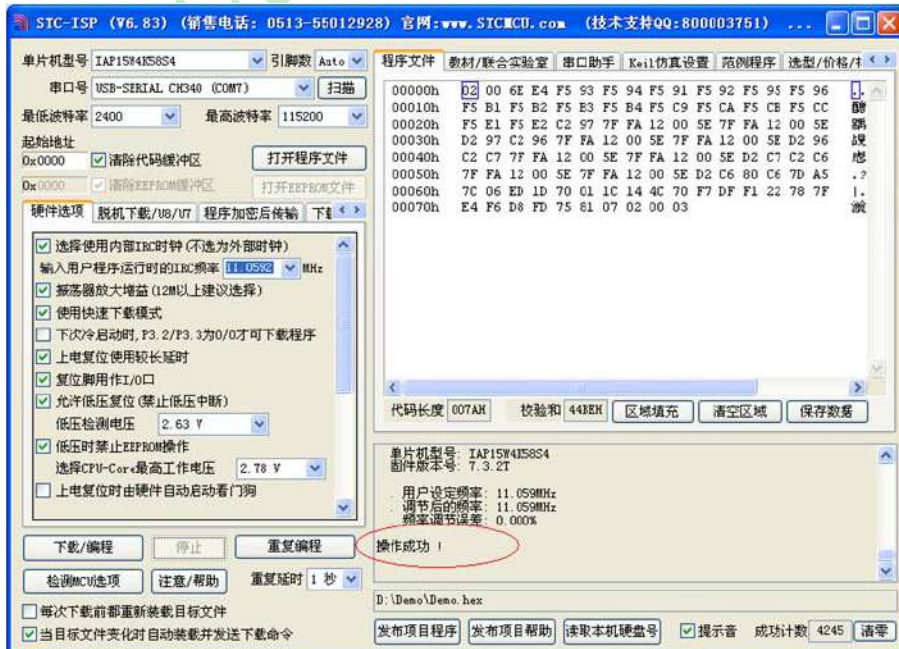 STC-ISP (V6.83) (销售电话: 0513-55012928) 官网:www.STCMCU.com (技术支持QQ:800003751) ...
单片机型号 IAP15W4K58S4 引脚数 Auto
串口号 USB-SERIAL CH340 (COM7) 扫描
最低波特率 2400 最高波特率 115200
起始地址
0x0000 清除代码缓冲区 打开程序文件
0x0000 清除EEPROM缓冲区 打开EEPROM文件
硬件选项 脱机下载/U8/U7 程序加密后传输
选择使用内部IRC时钟(不选为外部时钟)
输入用户程序运行时的IRC频率 11.0592 MHz
振荡器放大增益(12M以上建议选择)
使用快速下载模式
下次冷启动时,P3.2/P3.3为0/0才可下载程序
上电复位使用较长延时
复位脚用作I/O口
允许低压复位(禁止低压中断)
低压检测电压 2.63 V
低压时禁止EEPROM操作
选择CPU-Core最高工作电压 2.78 V
上电复位时由硬件自动启动看门狗
下载/编程 停止 重复编程
检测MCU选项 注意/帮助 重复延时 1 秒
每次下载前都重新装载目标文件
当目标文件变化时自动装载并发送下载命令
程序文件 教材/联合实验室 串口助手 Keil仿真设置 范例程序 选型/价格/
00000h 02 00 6E E4 F5 93 F5 94 F5 91 F5 92 F5 95 F5 96
00010h F5 B1 F5 B2 F5 B3 F5 B4 F5 C9 F5 CA F5 CB F5 CC
00020h F5 E1 F5 E2 C2 97 7F FA 12 00 5E 7F FA 12 00 5E
00030h D2 97 C2 96 7F FA 12 00 5E 7F FA 12 00 5E D2 96
00040h C2 C7 7F FA 12 00 5E 7F FA 12 00 5E D2 C7 C2 C6
00050h 7F FA 12 00 5E 7F FA 12 00 5E D2 C6 80 C6 7D A5 .?
00060h 7C 06 ED 1D 70 01 1C 14 4C 70 F7 DF F1 22 78 7F |.
00070h E4 F6 D8 FD 75 81 07 02 00 03
代码长度 007AH 校验和 44BEH 区域填充 清空区域 保存数据
单片机型号: IAP15W4K58S4
固件版本号: 7.3.2T
. 用户设定频率: 11.059MHz
. 调节后的频率: 11.059MHz
频率调节误差: 0.000%
操作成功 !
D:\Demo\Demo.hex
发布项目程序 发布项目帮助 读取本机硬盘号 提示音 成功计数 4245 清零